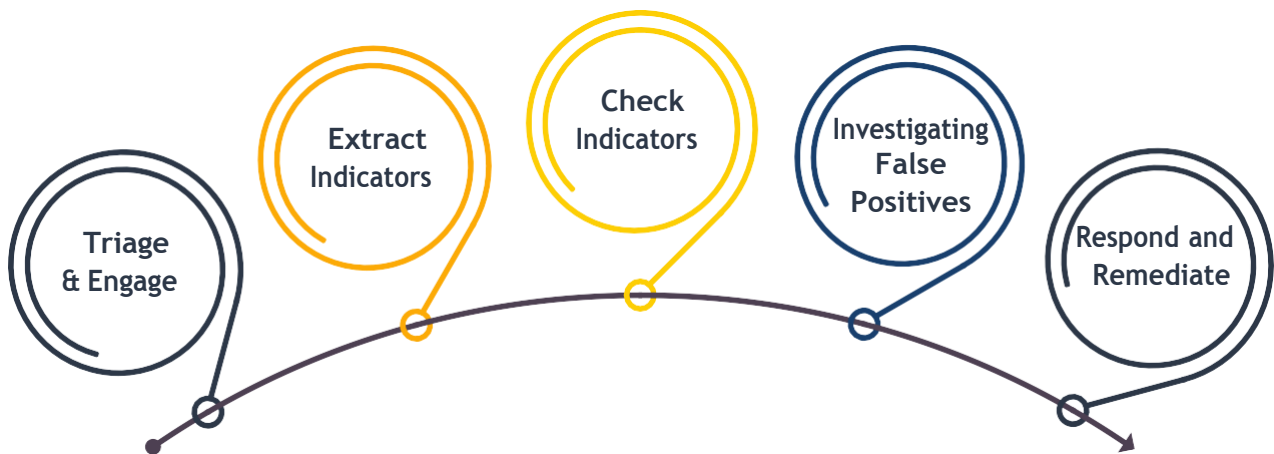 Triage
& Engage
Extract
Indicators
Check
Indicators
Investigating
False
Positives
Respond and
Remediate